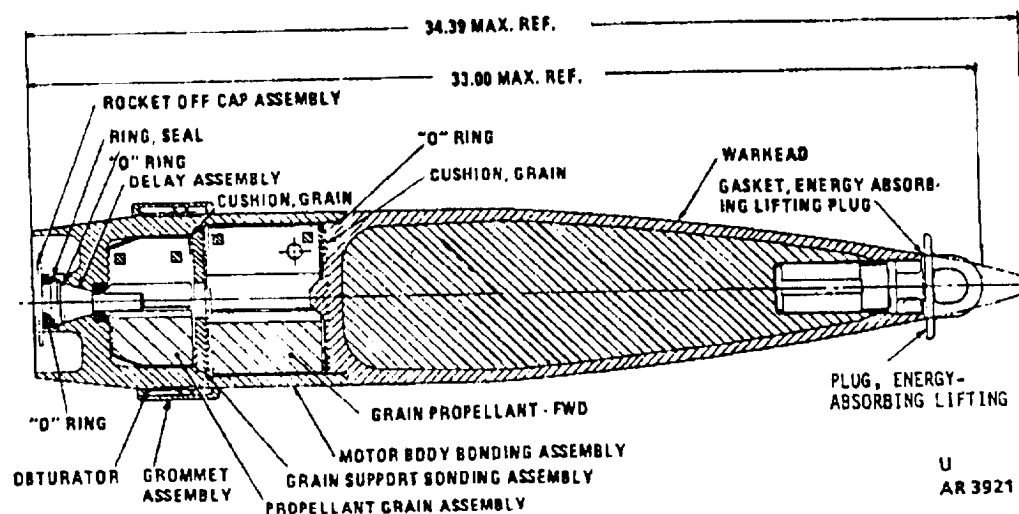 34.39 MAX. REF.
33.00 MAX. REF.
ROCKET OFF CAP ASSEMBLY
RING, SEAL
"O" RING
DELAY ASSEMBLY
CUSHION, GRAIN
"O" RING
CUSHION, GRAIN
WARHEAD
GASKET, ENERGY ABSORB-
ING LIFTING PLUG
"O" RING
OBTURATOR
GROMMET
ASSEMBLY
PROPELLANT GRAIN ASSEMBLY
GRAIN SUPPORT BONDING ASSEMBLY
MOTOR BODY BONDING ASSEMBLY
GRAIN PROPELLANT - FWD
PLUG, ENERGY-
ABSORBING LIFTING
U
AR 3921